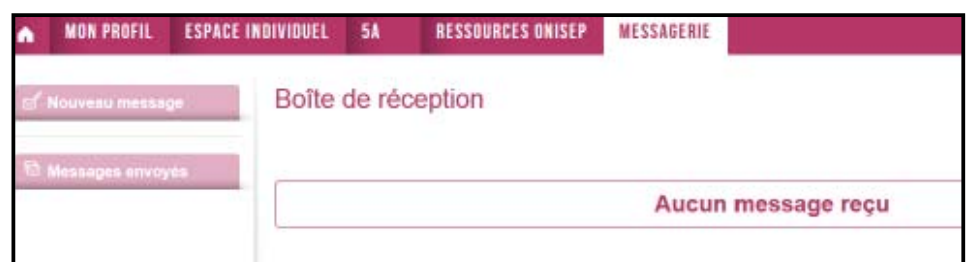 MON PROFIL ESPACE INDIVIDUEL 5A RESSOURCES ONISEP MESSAGERIE
Nouveau message
Boîte de réception
Messages envoyés
Aucun message reçu